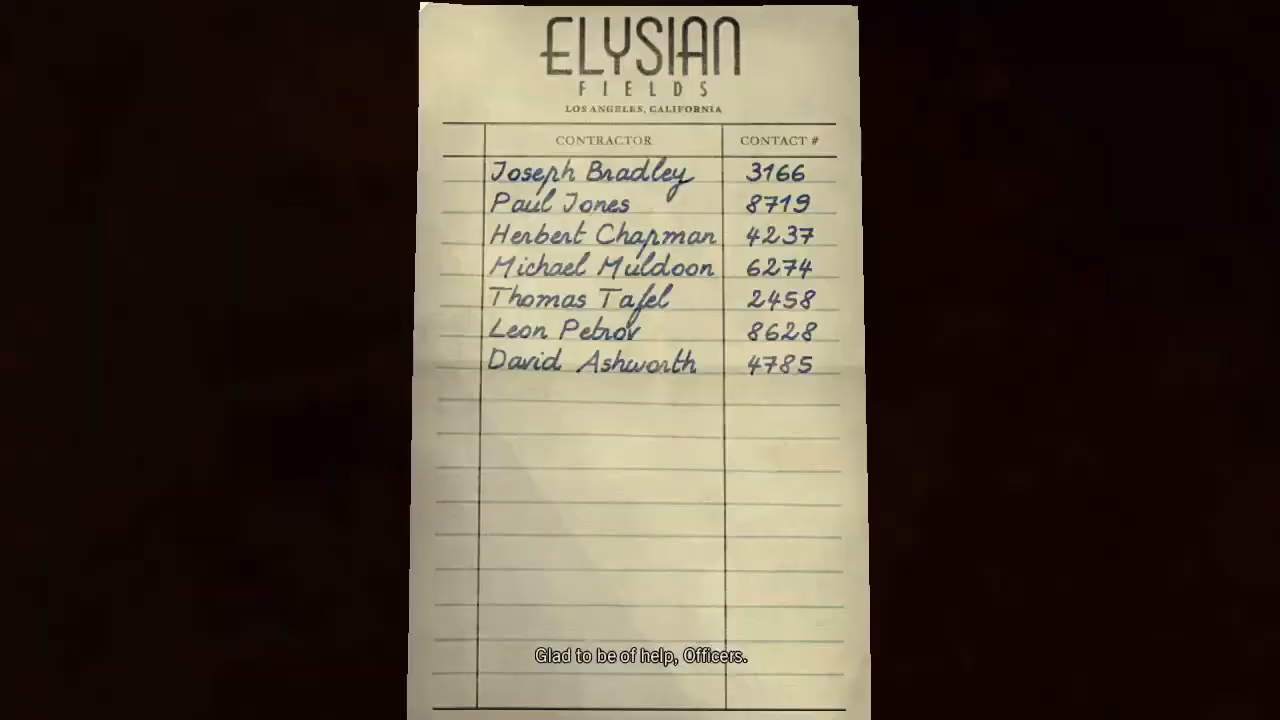 ELYSIAN
FIELDS
LOS ANGELES, CALIFORNIA
CONTRACTOR CONTACT #
Joseph Bradley 3166
Paul Jones 8719
Herbert Chapman 4237
Michael Muldoon 6274
Thomas Tafel 2458
Leon Petrov 8628
David Ashworth 4785
Glad to be of help, Officers.